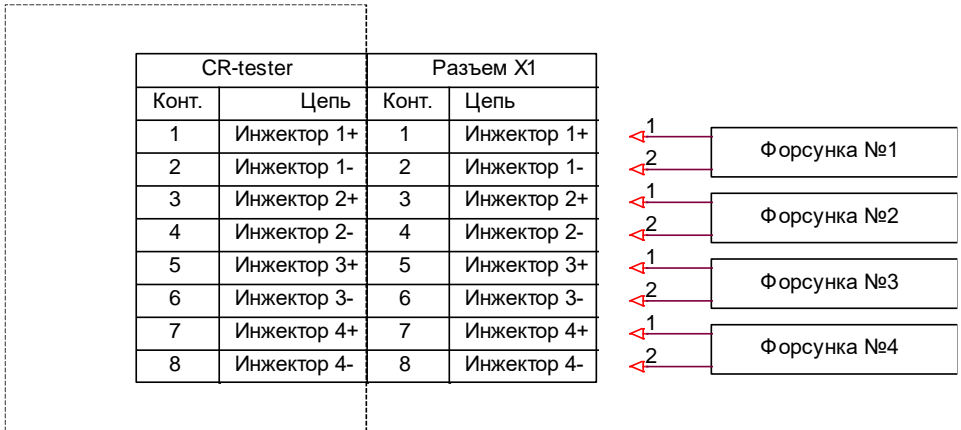 CR-tester Разъем X1
Конт. Цепь Конт. Цепь
1 Инжектор 1+ 1 Инжектор 1+ 1
2 Инжектор 1- 2 Инжектор 1- 2
Форсунка №1
3 Инжектор 2+ 3 Инжектор 2+ 1
4 Инжектор 2- 4 Инжектор 2- 2
Форсунка №2
5 Инжектор 3+ 5 Инжектор 3+ 1
6 Инжектор 3- 6 Инжектор 3- 2
Форсунка №3
7 Инжектор 4+ 7 Инжектор 4+ 1
8 Инжектор 4- 8 Инжектор 4- 2
Форсунка №4